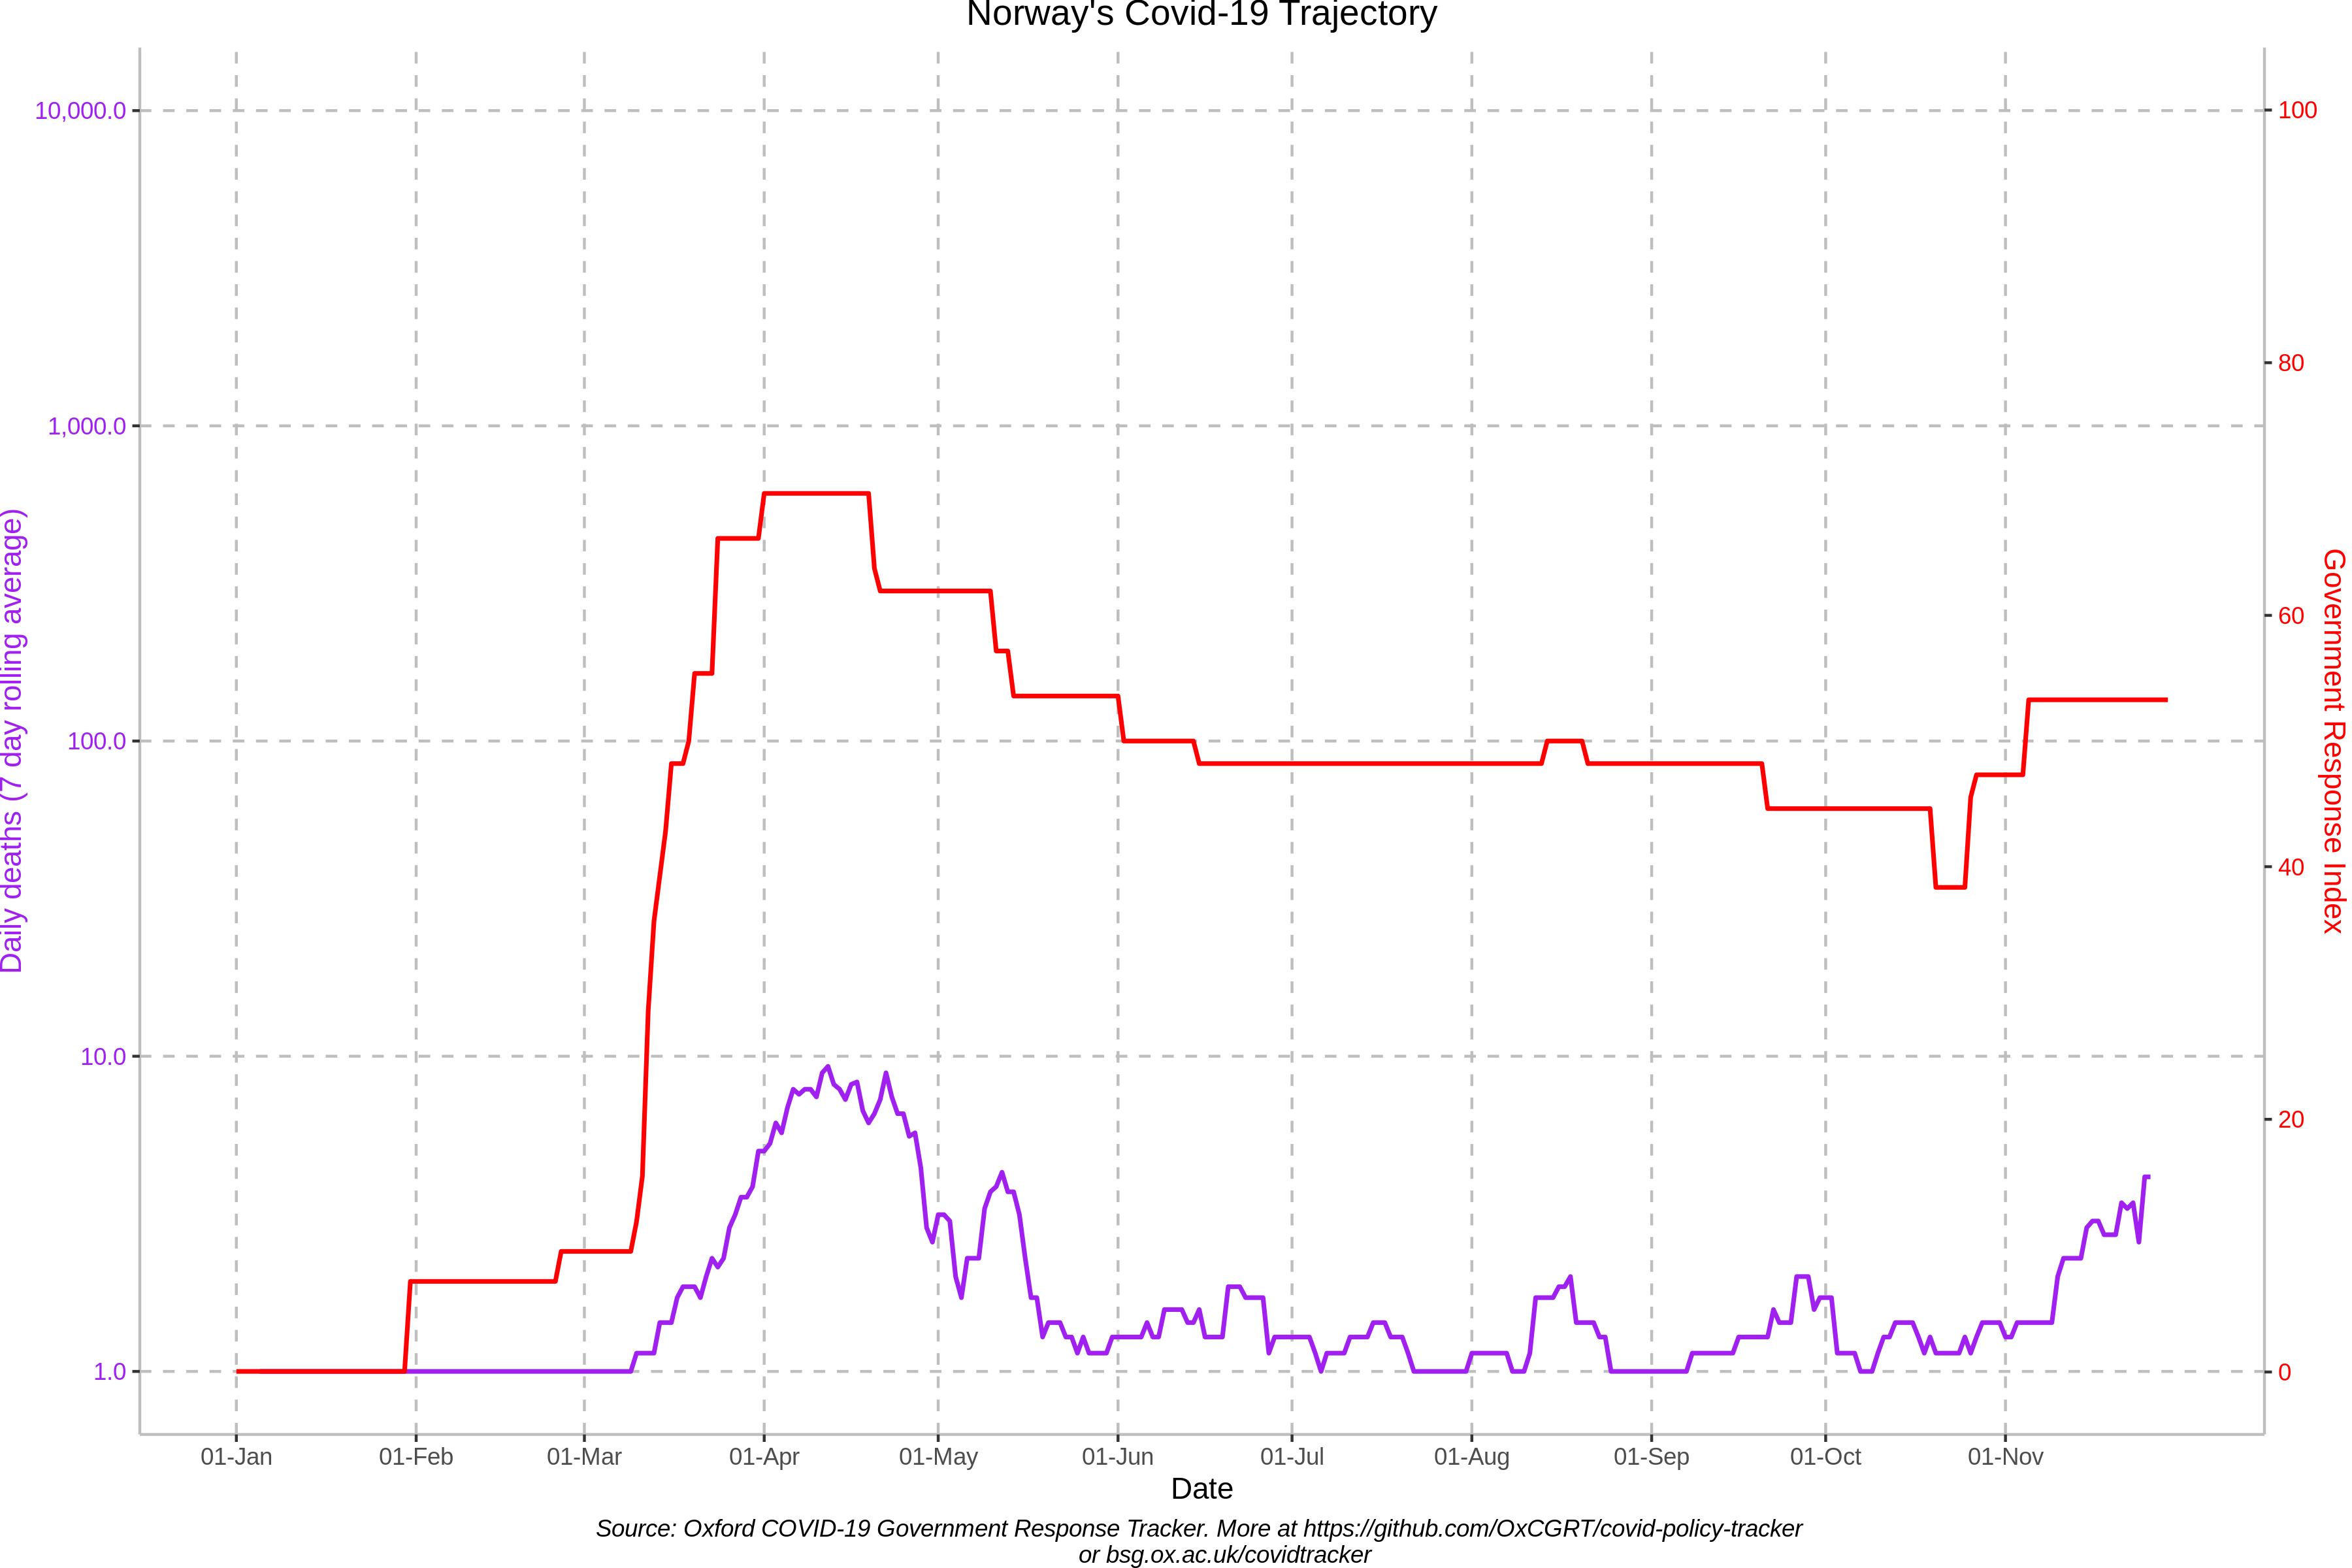 Norway's Covid-19 Trajectory
10,000.0
1,000.0
100.0
10.0
1.0
Daily deaths (7 day rolling average)
100
80
60
40
20
0
Government Response Index
01-Jan 01-Feb 01-Mar 01-Apr 01-May 01-Jun 01-Jul 01-Aug 01-Sep 01-Oct 01-Nov
Date
Source: Oxford COVID-19 Government Response Tracker. More at https://github.com/OxCGRT/covid-policy-tracker
or bsg.ox.ac.uk/covidtracker